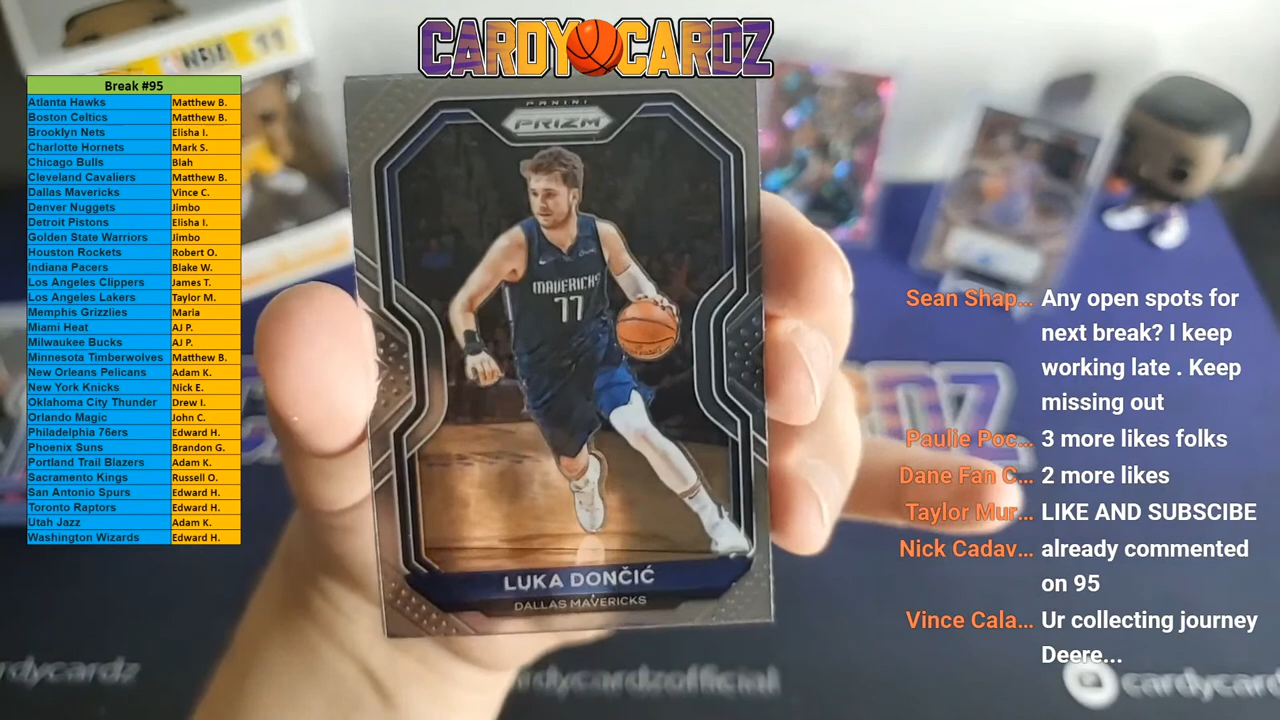 CARDY CARDZ
NBA 11
Break #95
Atlanta Hawks Matthew B.
Boston Celtics Matthew B.
Brooklyn Nets Elisha I.
Charlotte Hornets Mark S.
Chicago Bulls Blah
Cleveland Cavaliers Matthew B.
Dallas Mavericks Vince C.
Denver Nuggets Jimbo
Detroit Pistons Elisha I.
Golden State Warriors Jimbo
Houston Rockets Robert O.
Indiana Pacers Blake W.
Los Angeles Clippers James T.
Los Angeles Lakers Taylor M.
Memphis Grizzlies Maria
Miami Heat AJ P.
Milwaukee Bucks AJ P.
Minnesota Timberwolves Matthew B.
New Orleans Pelicans Adam K.
New York Knicks Nick E.
Oklahoma City Thunder Drew I.
Orlando Magic John C.
Philadelphia 76ers Edward H.
Phoenix Suns Brandon G.
Portland Trail Blazers Adam K.
Sacramento Kings Russell O.
San Antonio Spurs Edward H.
Toronto Raptors Edward H.
Utah Jazz Adam K.
Washington Wizards Edward H.
PANINI
PRIZM
MAVERICKS
77
LUKA DONČIĆ
DALLAS MAVERICKS
Sean Shap... Any open spots for
next break? I keep
working late . Keep
missing out
Paulie Poc... 3 more likes folks
Dane Fan C... 2 more likes
Taylor Mur... LIKE AND SUBSCIBE
Nick Cadav... already commented
on 95
Vince Cala... Ur collecting journey
Deere...
rdycardz
cardycardzofficial
cardycard